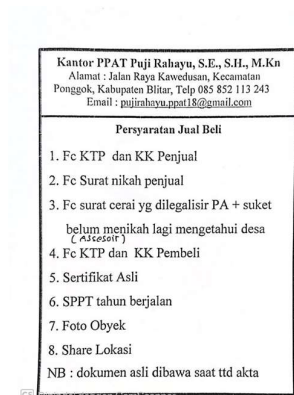 Kantor PPAT Puji Rahayu, S.E., S.H., M.Kn
Alamat : Jalan Raya Kawedusan, Kecamatan
Ponggok, Kabupaten Blitar, Telp 085 852 113 243
Email : pujirahayu.ppat18@gmail.com
Persyaratan Jual Beli
1. Fc KTP dan KK Penjual
2. Fc Surat nikah penjual
3. Fc surat cerai yg dilegalisir PA + suket
belum menikah lagi mengetahui desa
4. Fc KTP dan KK Pembeli
5. Sertifikat Asli
6. SPPT tahun berjalan
7. Foto Obyek
8. Share Lokasi
NB : dokumen asli dibawa saat ttd akta